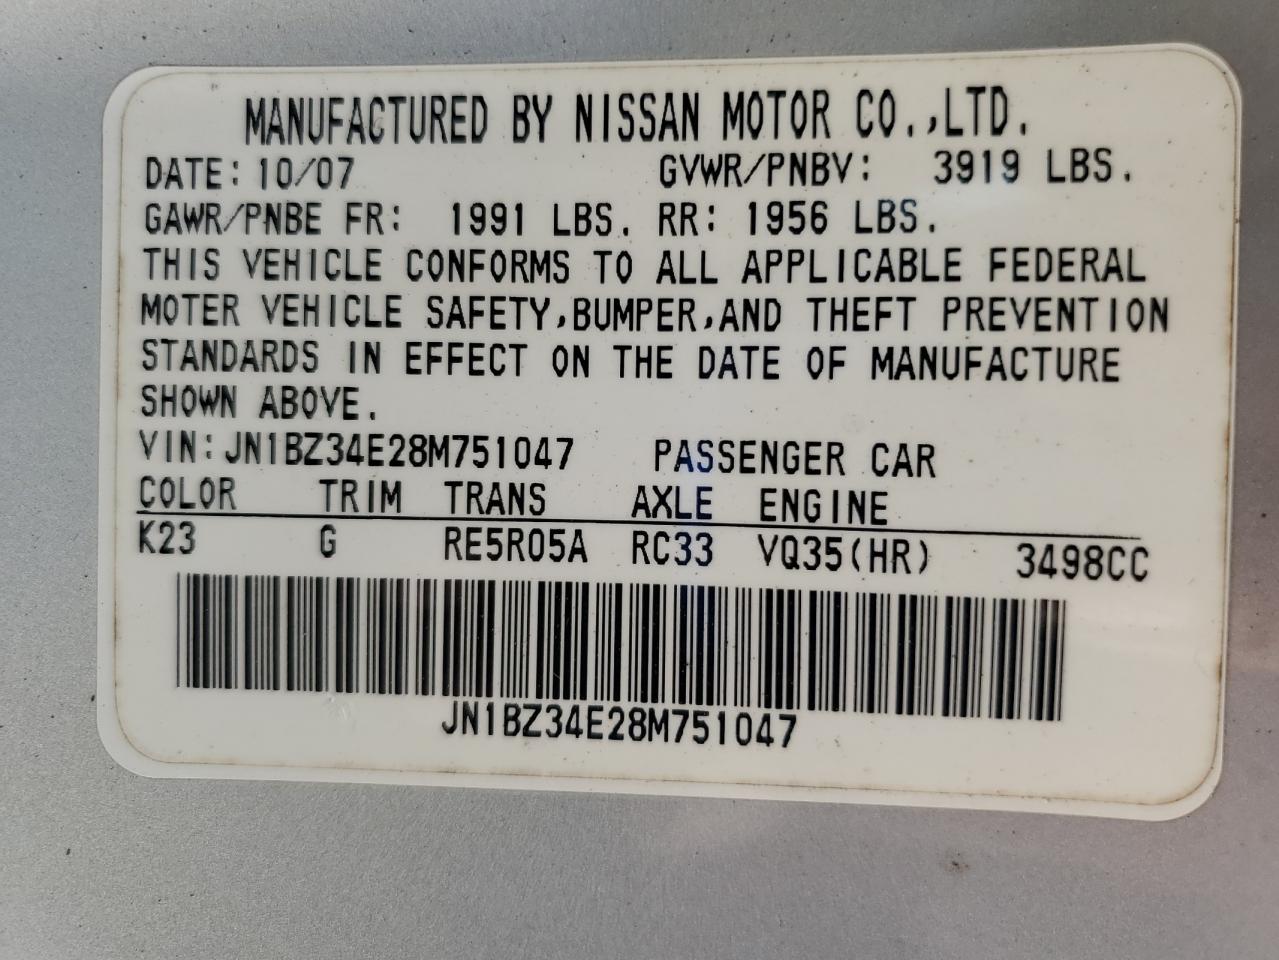 MANUFACTURED BY NISSAN MOTOR CO.,LTD.
DATE: 10/07 GVWR/PNBV: 3919 LBS.
GAWR/PNBE FR: 1991 LBS. RR: 1956 LBS.
THIS VEHICLE CONFORMS TO ALL APPLICABLE FEDERAL
MOTER VEHICLE SAFETY,BUMPER,AND THEFT PREVENTION
STANDARDS IN EFFECT ON THE DATE OF MANUFACTURE
SHOWN ABOVE.
VIN:JN1BZ34E28M751047 PASSENGER CAR
COLOR TRIM TRANS AXLE ENGINE
K23 G RE5R05A RC33 VQ35(HR) 3498CC
JN1BZ34E28M751047